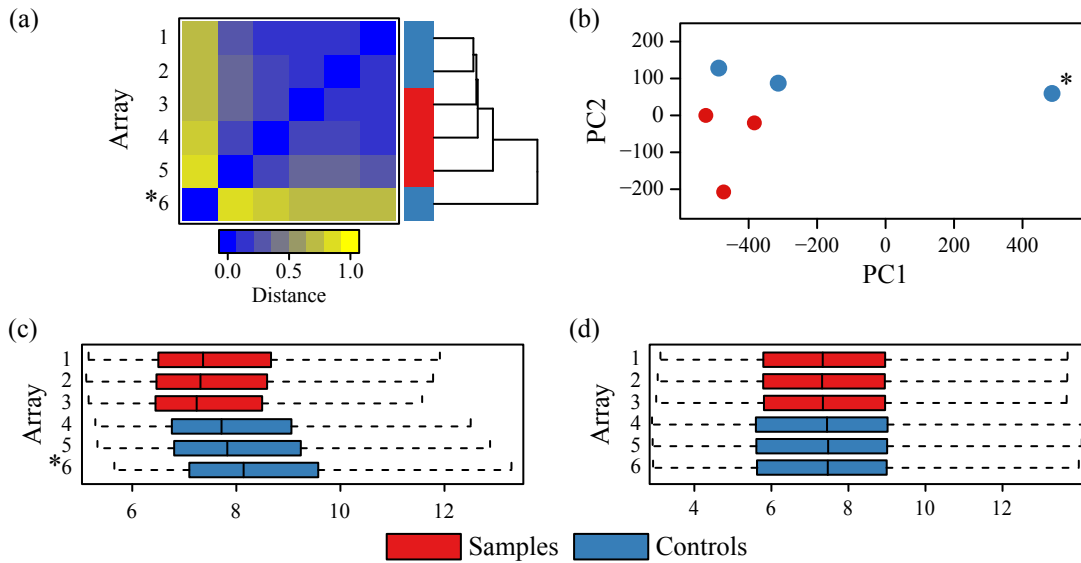 (a)
Array
1
2
3
4
5
*6
0.0 0.5 1.0
Distance
(b)
PC2
200
100
0
−100
−200
−400 −200 0 200 400
PC1
*
(c)
Array
1
2
3
4
5
*6
6 8 10 12
(d)
Array
1
2
3
4
5
6
4 6 8 10 12
Samples Controls